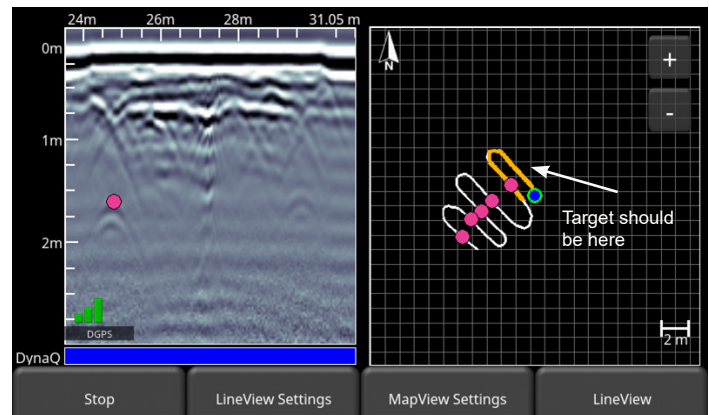 24m 26m 28m 31.05 m
0m
1m
2m
DGPS
DynaQ
N
+
-
Target should
be here
2 m
Stop LineView Settings MapView Settings LineView